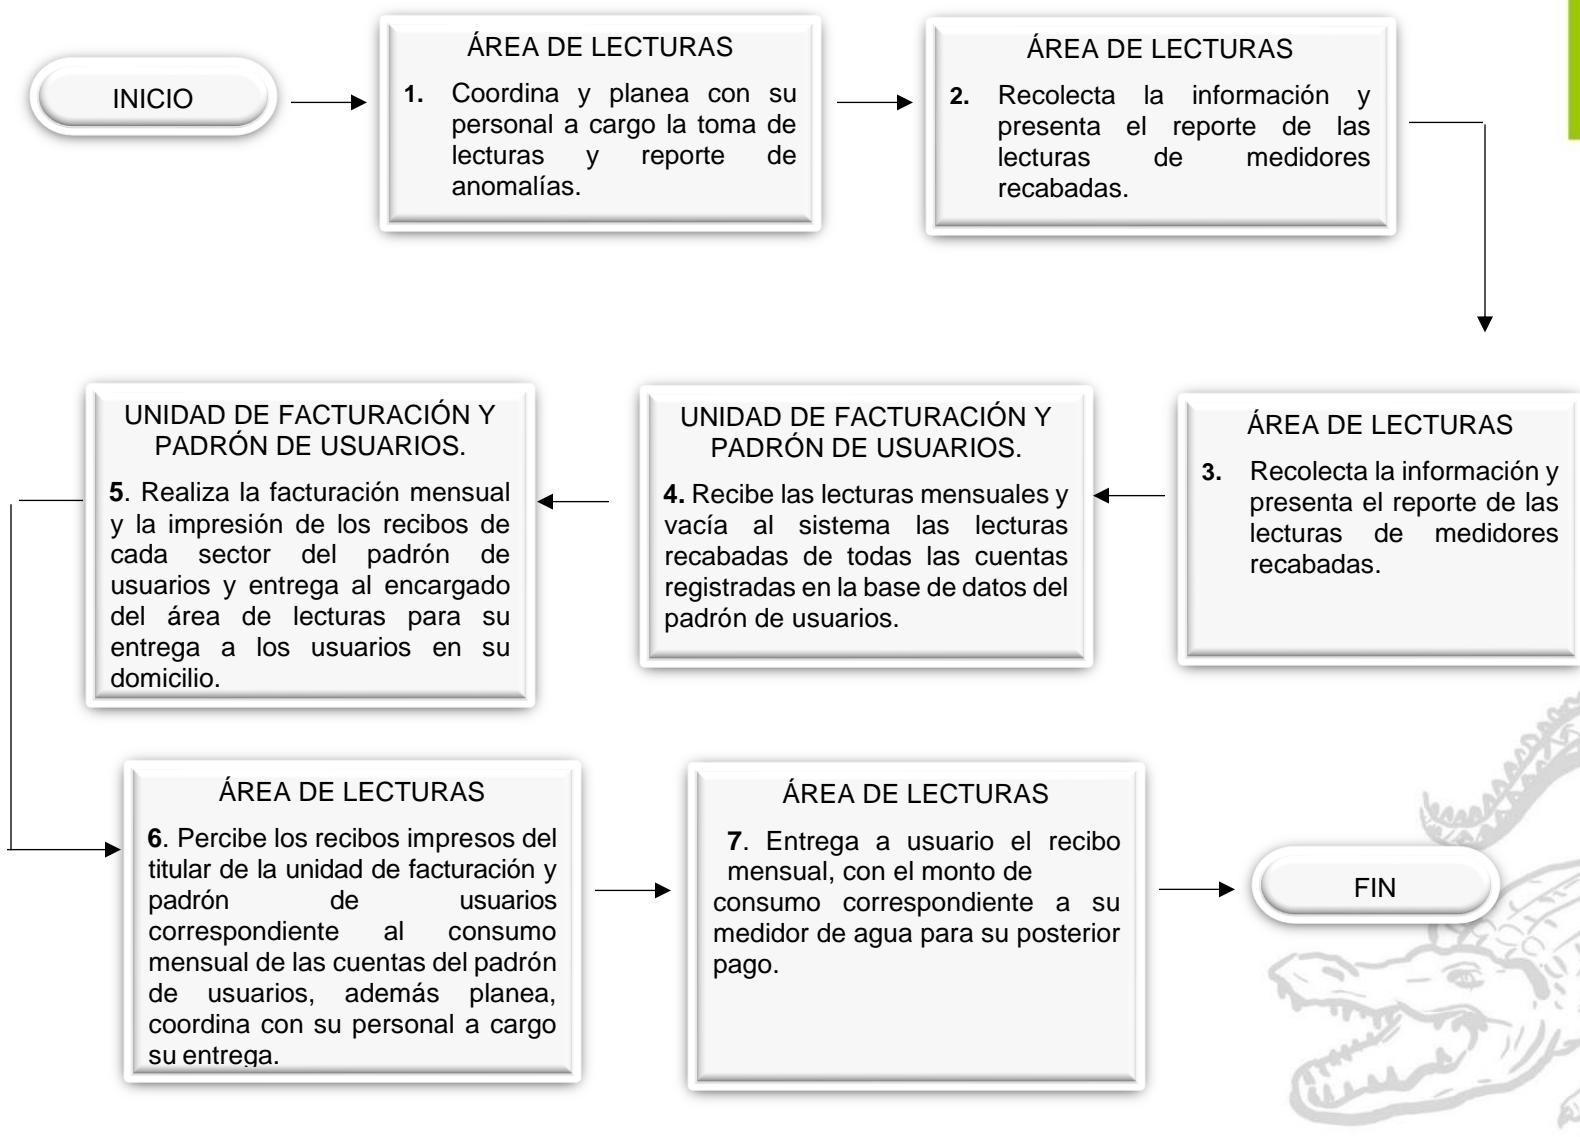 INICIO
ÁREA DE LECTURAS
1. Coordina y planea con su
personal a cargo la toma de
lecturas y reporte de
anomalías.
ÁREA DE LECTURAS
2. Recolecta la información y
presenta el reporte de las
lecturas de medidores
recabadas.
ÁREA DE LECTURAS
3. Recolecta la información y
presenta el reporte de las
lecturas de medidores
recabadas.
UNIDAD DE FACTURACIÓN Y
PADRÓN DE USUARIOS.
4. Recibe las lecturas mensuales y
vacía al sistema las lecturas
recabadas de todas las cuentas
registradas en la base de datos del
padrón de usuarios.
UNIDAD DE FACTURACIÓN Y
PADRÓN DE USUARIOS.
5. Realiza la facturación mensual
y la impresión de los recibos de
cada sector del padrón de
usuarios y entrega al encargado
del área de lecturas para su
entrega a los usuarios en su
domicilio.
ÁREA DE LECTURAS
6. Percibe los recibos impresos del
titular de la unidad de facturación y
padrón de usuarios
correspondiente al consumo
mensual de las cuentas del padrón
de usuarios, además planea,
coordina con su personal a cargo
su entrega.
ÁREA DE LECTURAS
7. Entrega a usuario el recibo
mensual, con el monto de
consumo correspondiente a su
medidor de agua para su posterior
pago.
FIN